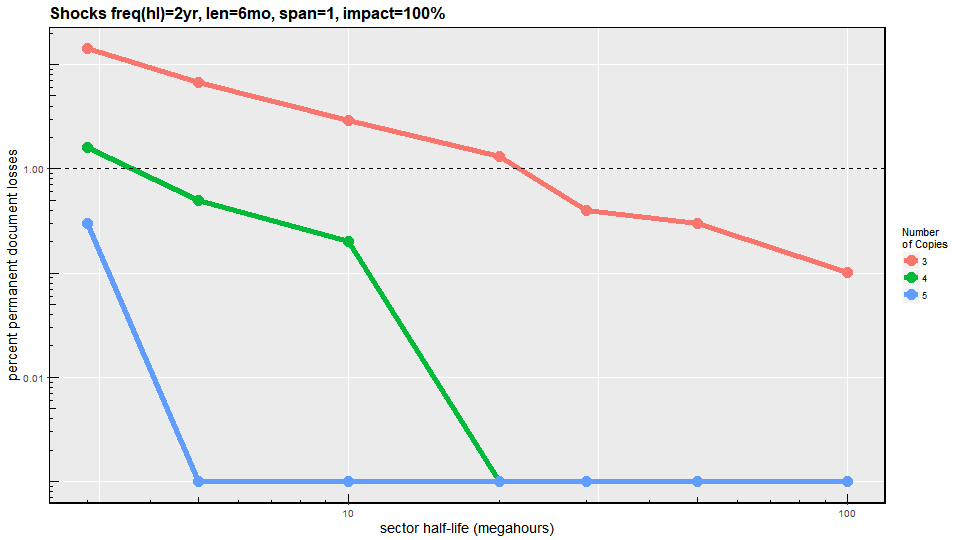 Shocks freq(hl)=2yr, len=6mo, span=1, impact=100%
percent permanent document losses
1.00
0.01
10
100
sector half-life (megahours)
Number
of Copies
3
4
5